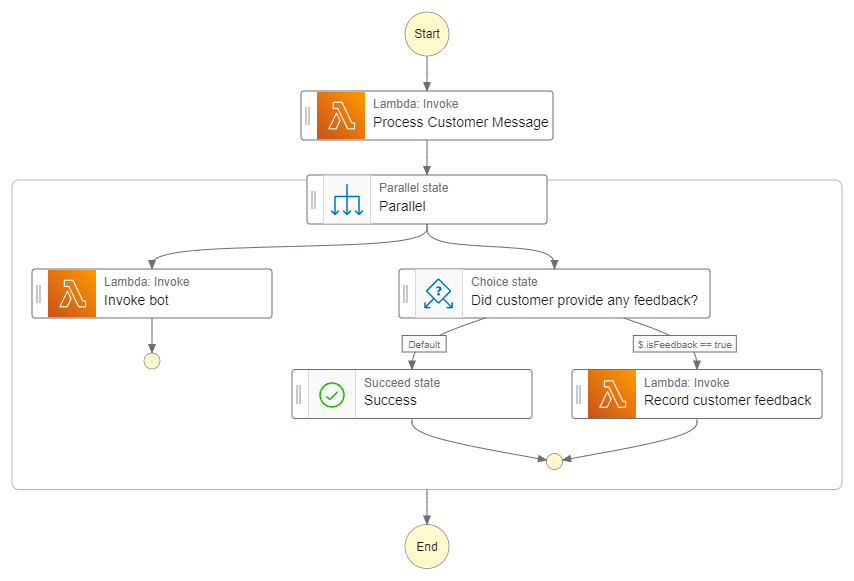 Start
Lambda: Invoke
Process Customer Message
Parallel state
Parallel
Lambda: Invoke
Invoke bot
Choice state
Did customer provide any feedback?
Default
$.isFeedback == true
Succeed state
Success
Lambda: Invoke
Record customer feedback
End